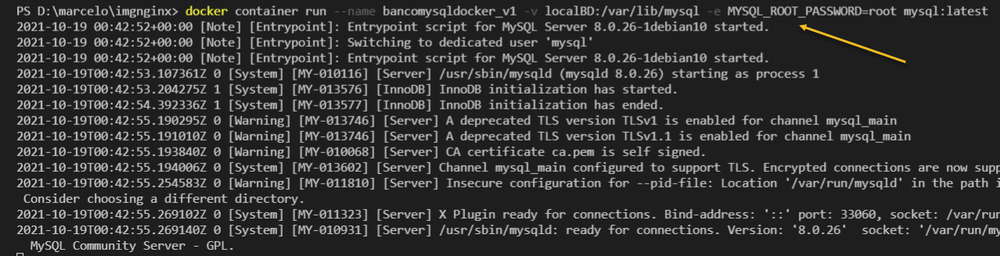 PS D:\marcelo\imgnginx> docker container run --name bancomysqldocker_v1 -v localBD:/var/lib/mysql -e MYSQL_ROOT_PASSWORD=root mysql:latest
2021-10-19 00:42:52+00:00 [Note] [Entrypoint]: Entrypoint script for MySQL Server 8.0.26-1debian10 started.
2021-10-19 00:42:52+00:00 [Note] [Entrypoint]: Switching to dedicated user 'mysql'
2021-10-19 00:42:52+00:00 [Note] [Entrypoint]: Entrypoint script for MySQL Server 8.0.26-1debian10 started.
2021-10-19T00:42:53.107361Z 0 [System] [MY-010116] [Server] /usr/sbin/mysqld (mysqld 8.0.26) starting as process 1
2021-10-19T00:42:53.204275Z 1 [System] [MY-013576] [InnoDB] InnoDB initialization has started.
2021-10-19T00:42:54.392336Z 1 [System] [MY-013577] [InnoDB] InnoDB initialization has ended.
2021-10-19T00:42:55.190295Z 0 [Warning] [MY-013746] [Server] A deprecated TLS version TLSv1 is enabled for channel mysql_main
2021-10-19T00:42:55.191010Z 0 [Warning] [MY-013746] [Server] A deprecated TLS version TLSv1.1 is enabled for channel mysql_main
2021-10-19T00:42:55.193840Z 0 [Warning] [MY-010068] [Server] CA certificate ca.pem is self signed.
2021-10-19T00:42:55.194006Z 0 [System] [MY-013602] [Server] Channel mysql_main configured to support TLS. Encrypted connections are now supp
2021-10-19T00:42:55.254583Z 0 [Warning] [MY-011810] [Server] Insecure configuration for --pid-file: Location '/var/run/mysqld' in the path i
Consider choosing a different directory.
2021-10-19T00:42:55.269102Z 0 [System] [MY-011323] [Server] X Plugin ready for connections. Bind-address: '::' port: 33060, socket: /var/run
2021-10-19T00:42:55.269140Z 0 [System] [MY-010931] [Server] /usr/sbin/mysqld: ready for connections. Version: '8.0.26'  socket: '/var/run/my
MySQL Community Server - GPL.